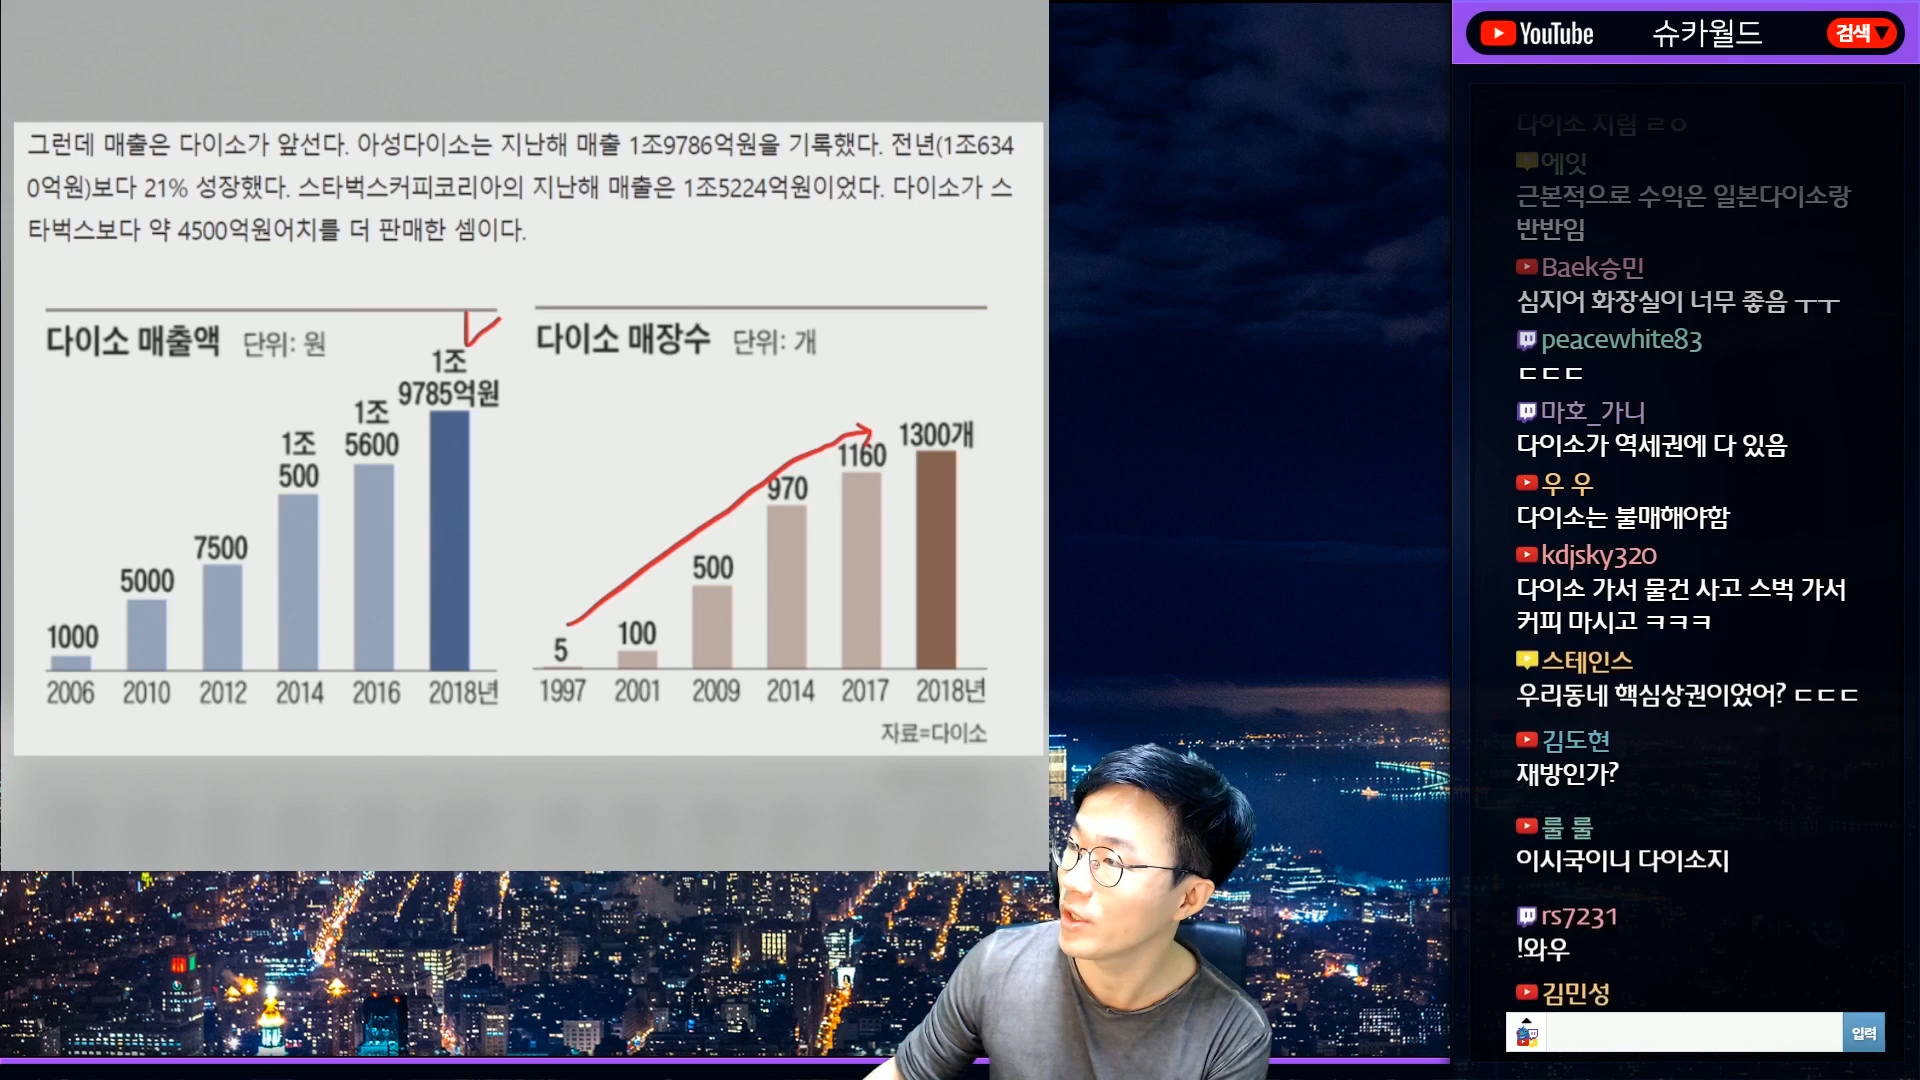 그런데 매출은 다이소가 앞선다. 아성다이소는 지난해 매출 1조9786억원을 기록했다. 전년(1조634
0억원)보다 21% 성장했다. 스타벅스커피코리아의 지난해 매출은 1조5224억원이었다. 다이소가 스
타벅스보다 약 4500억원어치를 더 판매한 셈이다.
다이소 매출액 단위: 원
1000
5000
7500
1조
500
1조
5600
1조
9785억원
2006 2010 2012 2014 2016 2018년
다이소 매장수 단위: 개
5
100
500
970
1160
1300개
1997 2001 2009 2014 2017 2018년
자료=다이소
YouTube 슈카월드 검색▼
다이소 지림 ㄹㅇ
에잇
근본적으로 수익은 일본다이소랑
반반임
Baek승민
심지어 화장실이 너무 좋음 ㅜㅜ
peacewhite83
ㄷㄷㄷ
마호_가니
다이소가 역세권에 다 있음
우 우
다이소는 불매해야함
kdjsky320
다이소 가서 물건 사고 스벅 가서
커피 마시고 ㅋㅋㅋ
스테인스
우리동네 핵심상권이었어? ㄷㄷㄷ
김도현
재방인가?
룰 룰
이시국이니 다이소지
rs7231
!와우
김민성
입력